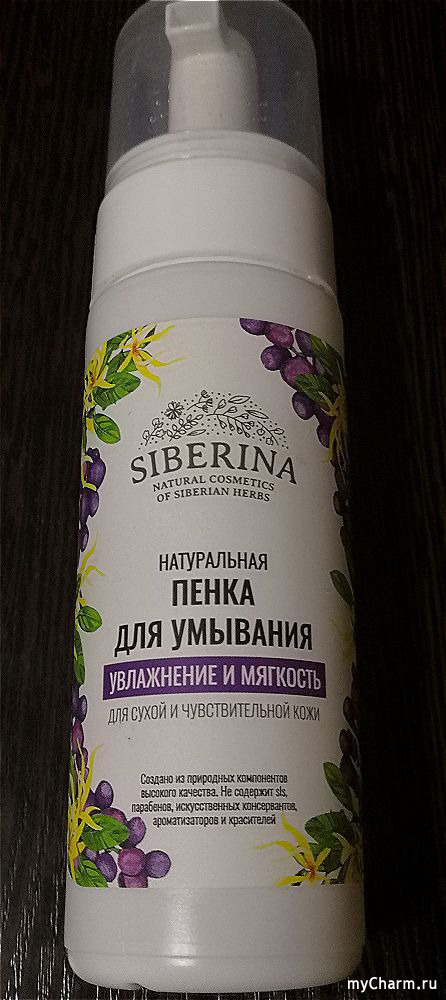 SIBERINA
NATURAL COSMETICS
OF SIBERIAN HERBS
НАТУРАЛЬНАЯ
ПЕНКА
ДЛЯ УМЫВАНИЯ
УВЛАЖНЕНИЕ И МЯГКОСТЬ
ДЛЯ СУХОЙ И ЧУВСТВИТЕЛЬНОЙ КОЖИ
Создано из природных компонентов
высокого качества. Не содержит sls,
парабенов, искусственных консервантов,
ароматизаторов и красителей
myCharm.ru